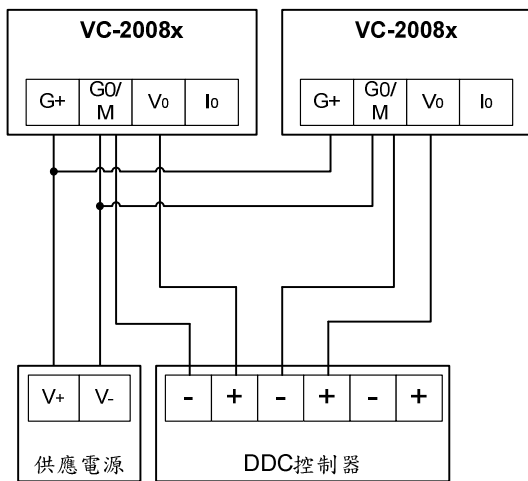 VC-2008x
G+ G0/M V0 I0
VC-2008x
G+ G0/M V0 I0
V+ V-
供應電源
- + - + - +
DDC控制器